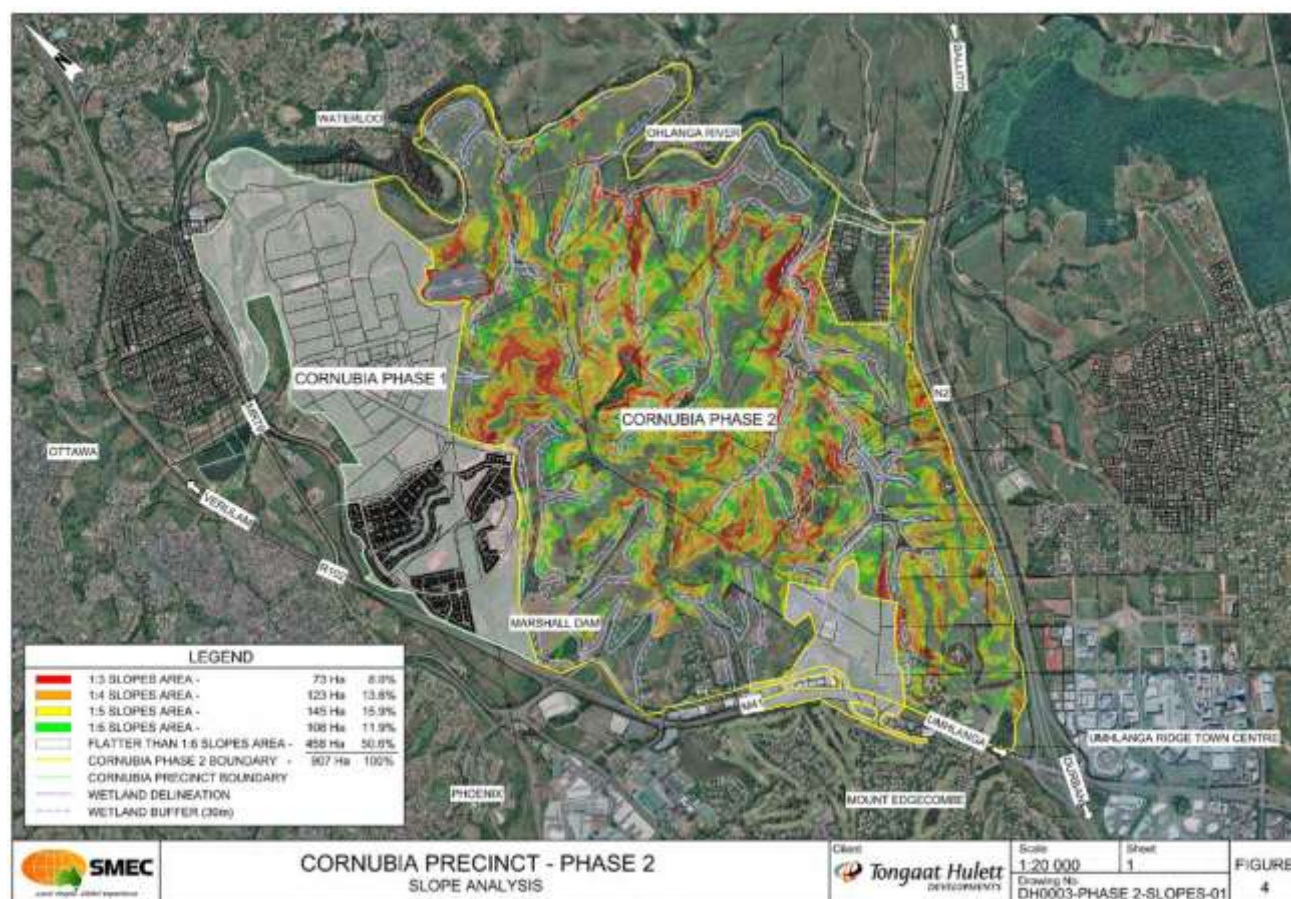 N
BALLITO
WATERLOO
OHLANGA RIVER
CORNUBIA PHASE 1
CORNUBIA PHASE 2
N2
OTTAWA
MR79
VERULAM
R102
MARSHALL DAM
M41
UMHLANGA
UMHLANGA RIDGE TOWN CENTRE
DURBAN
PHOENIX
MOUNT EDGECOMBE
LEGEND
1:3 SLOPES AREA - 73 Ha 8.0%
1:4 SLOPES AREA - 123 Ha 13.6%
1:5 SLOPES AREA - 145 Ha 15.9%
1:6 SLOPES AREA - 108 Ha 11.9%
FLATTER THAN 1:6 SLOPES AREA - 458 Ha 50.6%
CORNUBIA PHASE 2 BOUNDARY - 907 Ha 100%
CORNUBIA PRECINCT BOUNDARY
WETLAND DELINEATION
WETLAND BUFFER (30m)
SMEC
CORNUBIA PRECINCT - PHASE 2
SLOPE ANALYSIS
Client
Tongaat Hulett
DEVELOPMENTS
Scale
1:20 000
Sheet
1
Drawing No.
DH0003-PHASE 2-SLOPES-01
FIGURE
4